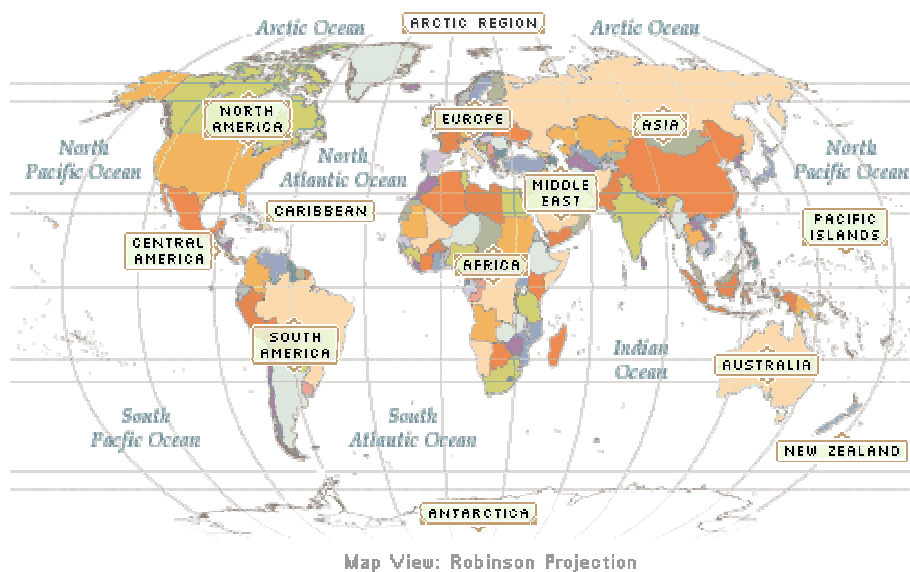 Arctic Ocean
ARCTIC REGION
Arctic Ocean
NORTH
AMERICA
EUROPE
ASIA
North
Pacific Ocean
North
Atlantic Ocean
North
Pacific Ocean
MIDDLE
EAST
CARIBBEAN
PACIFIC
ISLANDS
CENTRAL
AMERICA
AFRICA
SOUTH
AMERICA
Indian
Ocean
AUSTRALIA
South
Pacfic Ocean
South
Atlantic Ocean
NEW ZEALAND
ANTARCTICA
Map View: Robinson Projection